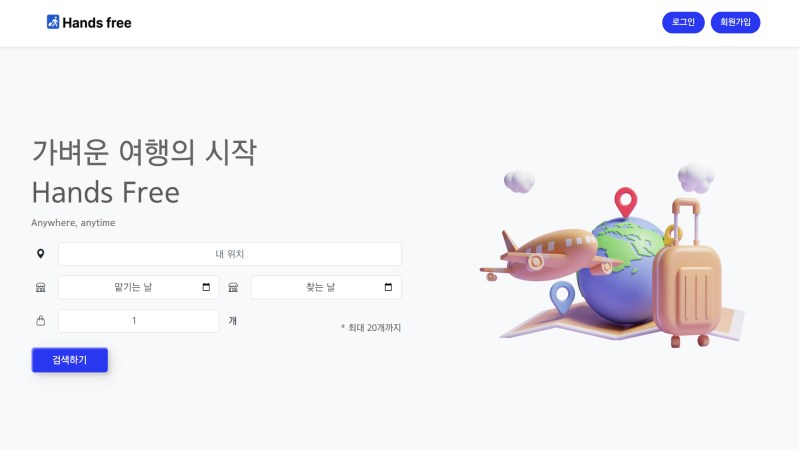 Hands free
로그인
회원가입
가벼운 여행의 시작
Hands Free
Anywhere, anytime
내 위치
맡기는 날
찾는 날
1
개
* 최대 20개까지
검색하기